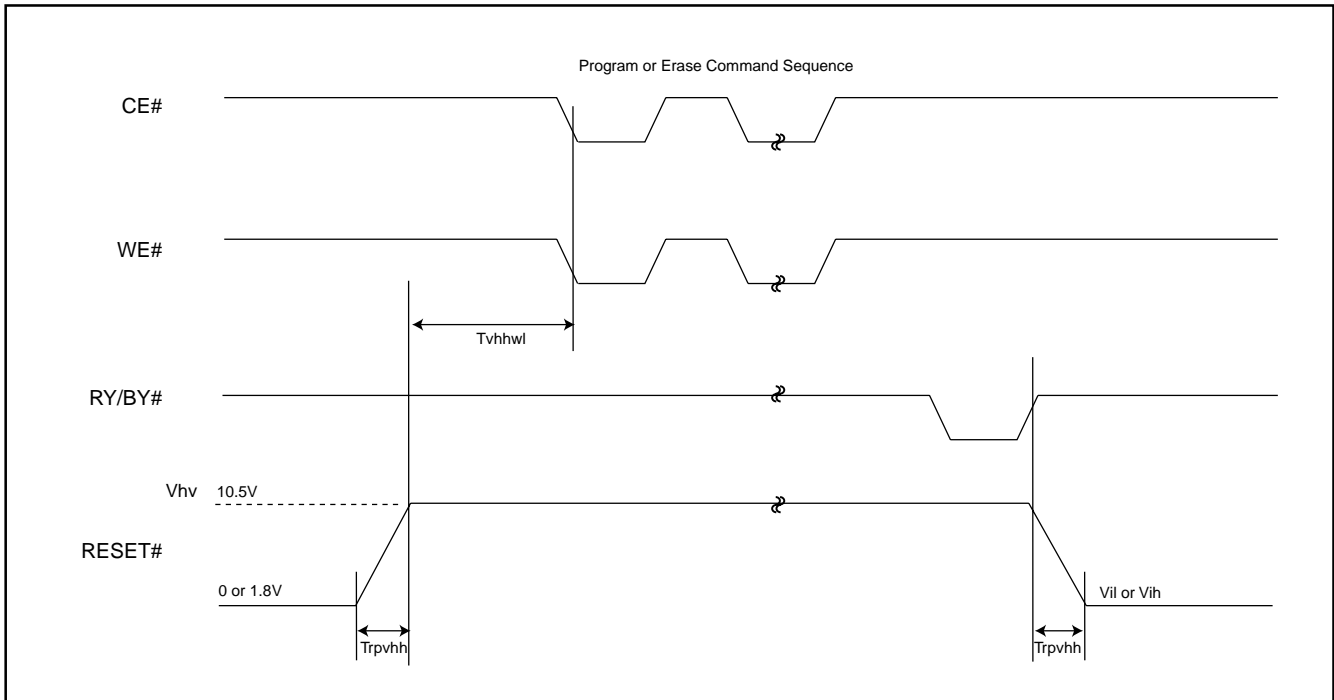 Program or Erase Command Sequence
CE#
WE#
Tvhhwl
RY/BY#
Vhv 10.5V
RESET#
0 or 1.8V
Vil or Vih
Trpvhh
Trpvhh